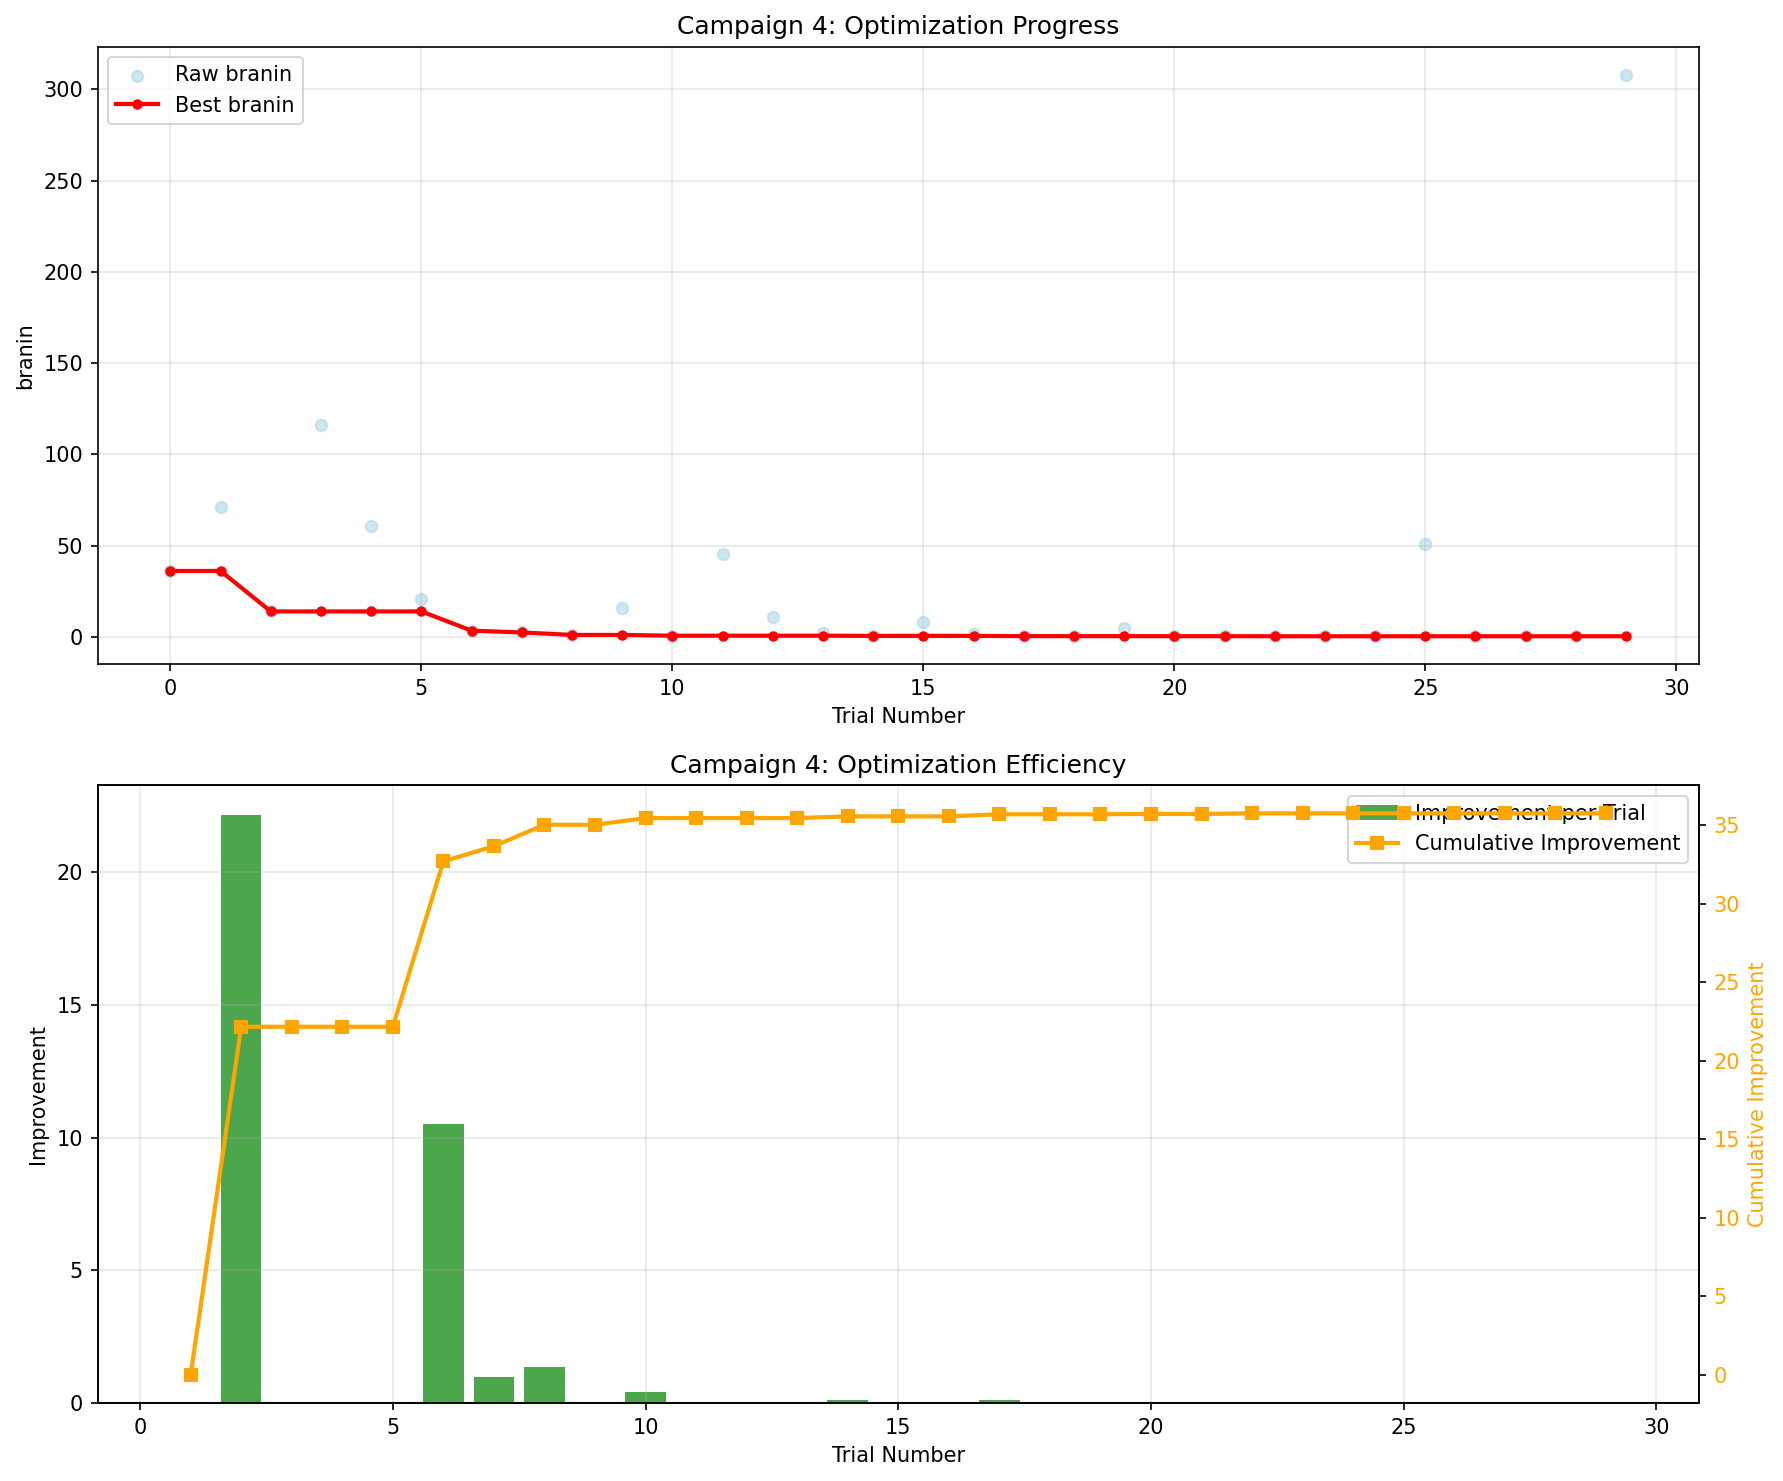 Campaign 4: Optimization Progress
Raw branin
Best branin
300
250
200
150
100
50
0
branin
0 5 10 15 20 25 30
Trial Number
Campaign 4: Optimization Efficiency
Improvement per Trial
Cumulative Improvement
20
15
10
5
0
Improvement
35
30
25
20
15
10
5
0
Cumulative Improvement
0 5 10 15 20 25 30
Trial Number